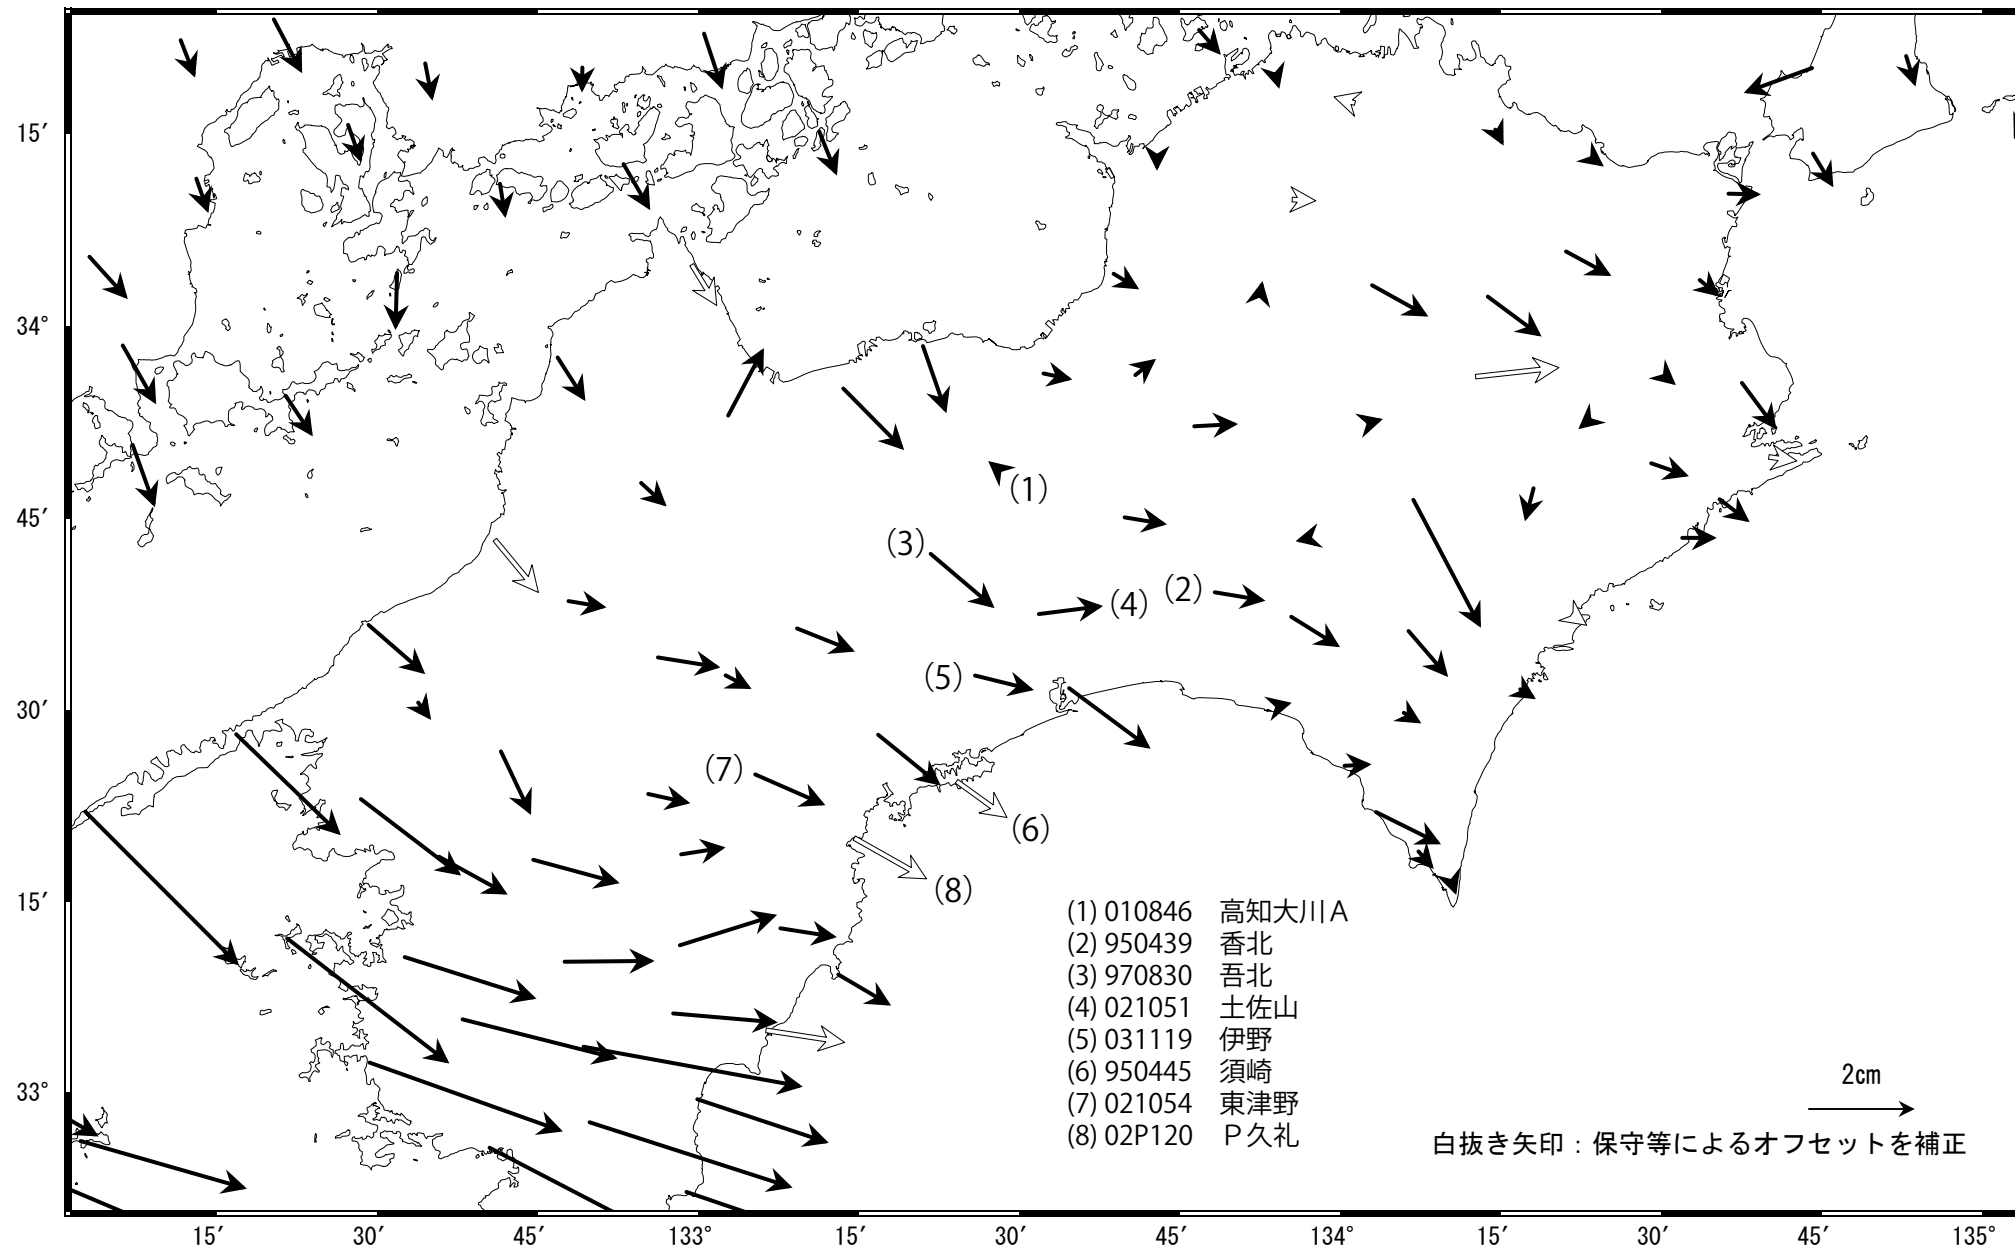 15′
34°
45′
30′
15′
33°
(1)
(3)
(2)
(4)
(5)
(7)
(6)
(8)
(1) 010846 高知大川A
(2) 950439 香北
(3) 970830 吾北
(4) 021051 土佐山
(5) 031119 伊野
(6) 950445 須崎
(7) 021054 東津野
(8) 02P120 P久礼
2cm
白抜き矢印：保守等によるオフセットを補正
15′ 30′ 45′ 133° 15′ 30′ 45′ 134° 15′ 30′ 45′ 135°